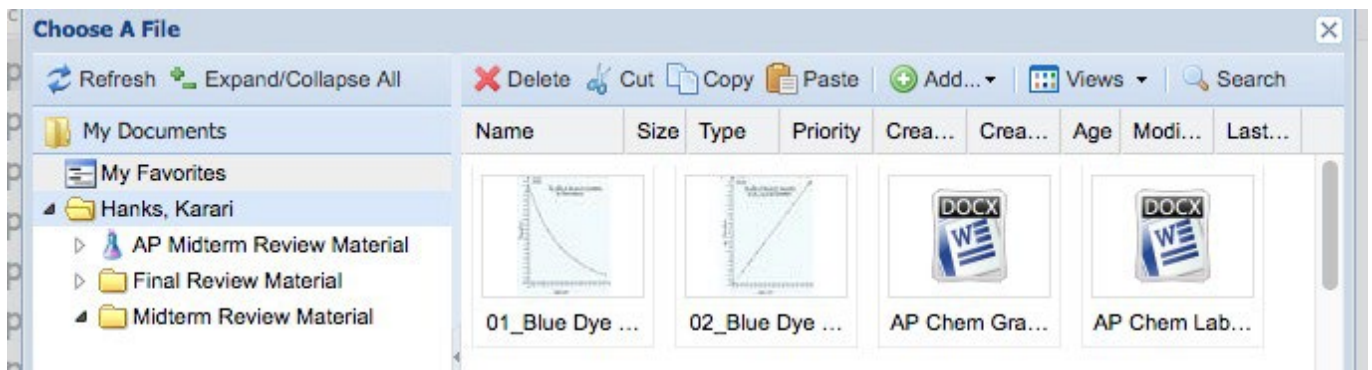 Choose A File
Refresh Expand/Collapse All
Delete Cut Copy Paste Add... Views Search
My Documents
Name Size Type Priority Crea... Crea... Age Modi... Last...
My Favorites
Hanks, Karari
AP Midterm Review Material
Final Review Material
Midterm Review Material
DOCX W
DOCX W
01_Blue Dye ... 02_Blue Dye ... AP Chem Gra... AP Chem Lab...